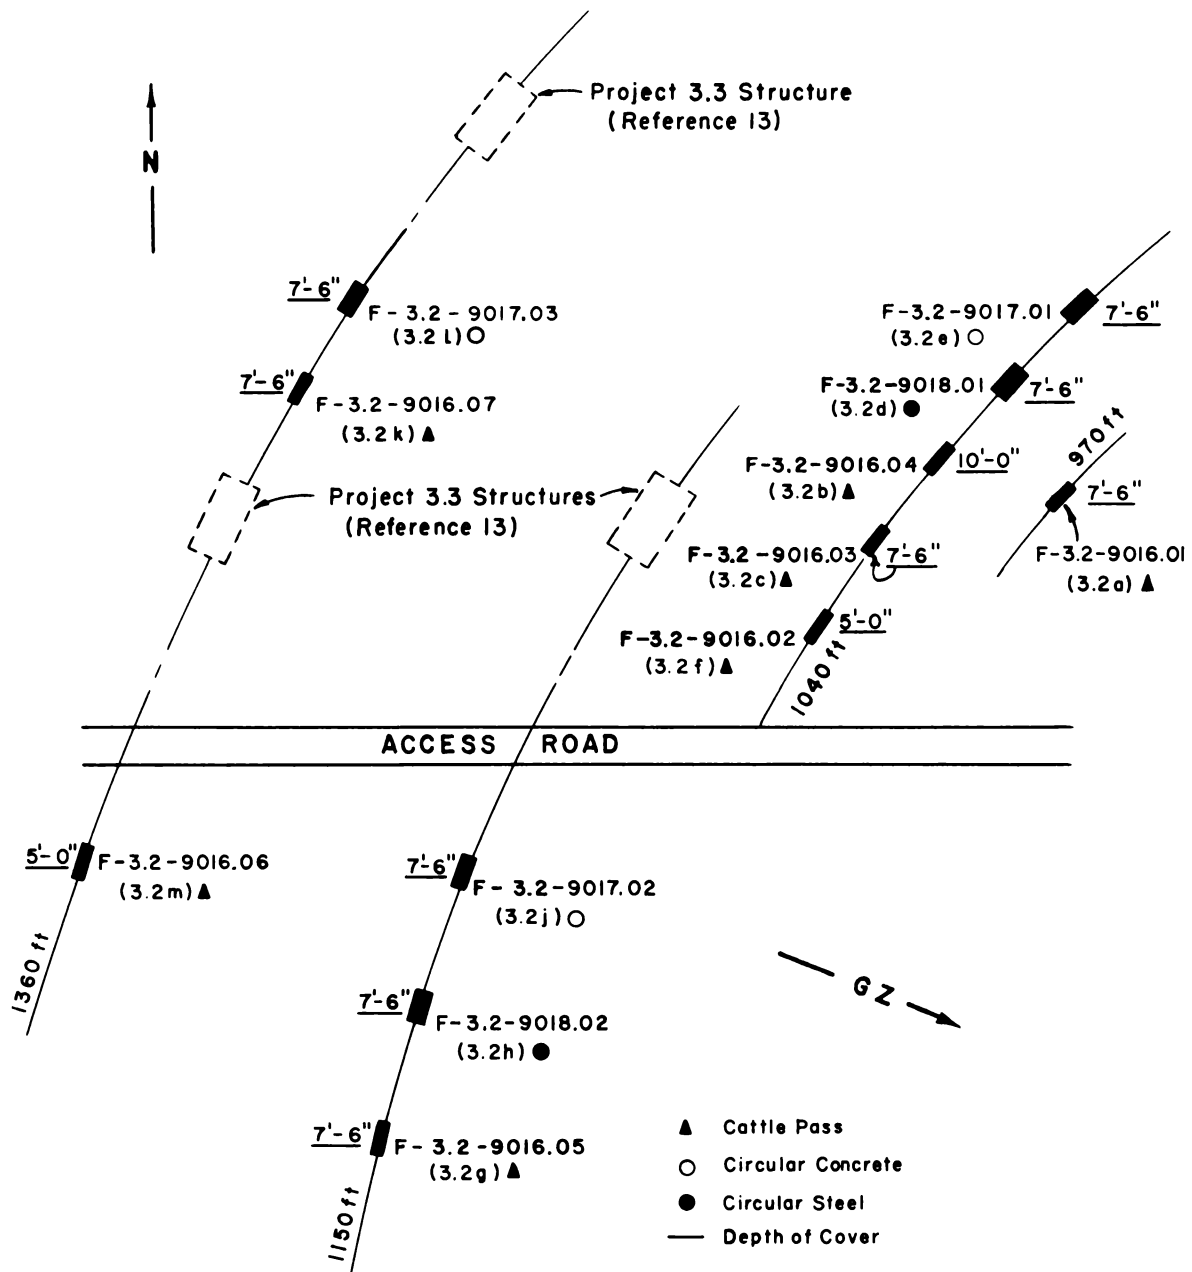 Project 3.3 Structure
(Reference 13)
N
7'-6"
F-3.2-9017.03
(3.2l)
7'-6"
F-3.2-9016.07
(3.2k)
F-3.2-9017.01
(3.2e)
7'-6"
F-3.2-9018.01
(3.2d)
7'-6"
F-3.2-9016.04
(3.2b)
10'-0"
970 ft
7'-6"
F-3.2-9016.01
(3.2a)
Project 3.3 Structures
(Reference 13)
F-3.2-9016.03
(3.2c)
7'-6"
F-3.2-9016.02
(3.2f)
5'-0"
1040 ft
ACCESS ROAD
5'-0"
F-3.2-9016.06
(3.2m)
1360 ft
7'-6"
F-3.2-9017.02
(3.2j)
GZ
7'-6"
F-3.2-9018.02
(3.2h)
7'-6"
F-3.2-9016.05
(3.2g)
1150 ft
Cattle Pass
Circular Concrete
Circular Steel
Depth of Cover